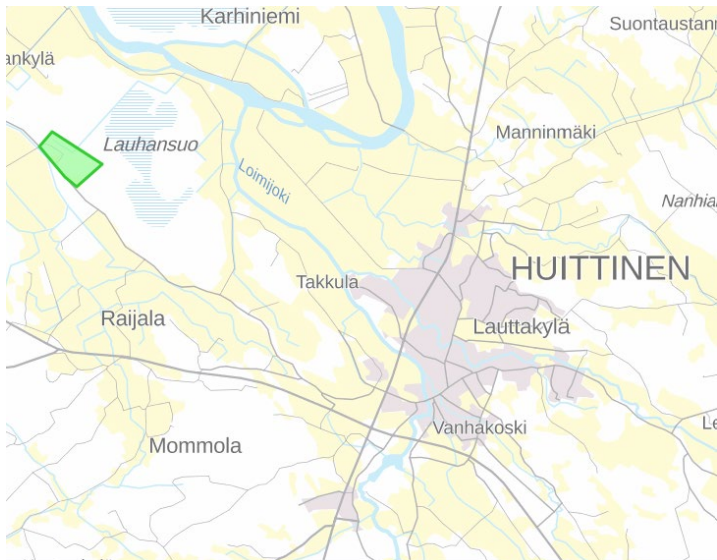 Karhiniemi
Suontaustan
ankylä
Lauhansuo
Manninmäki
Loimijoki
Nanhia
HUITTINEN
Takkula
Raijala
Lauttakylä
Vanhakoski
Le
Mommola